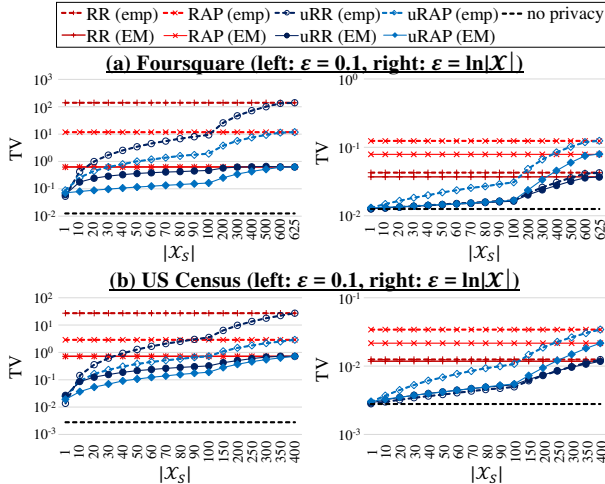 RR (emp) RAP (emp) uRR (emp) uRAP (emp) no privacy
RR (EM) RAP (EM) uRR (EM) uRAP (EM)
(a) Foursquare (left: ε = 0.1, right: ε = ln|𝒳|)
TV
10³
10²
10¹
10⁰
10⁻¹
10⁻²
1 10 20 30 40 50 60 70 80 90 100 200 300 400 500 600 625
|𝒳_S|
TV
10⁰
10⁻¹
10⁻²
1 10 20 30 40 50 60 70 80 90 100 200 300 400 500 600 625
|𝒳_S|
(b) US Census (left: ε = 0.1, right: ε = ln|𝒳|)
TV
10²
10¹
10⁰
10⁻¹
10⁻²
10⁻³
1 10 20 30 40 50 60 70 80 90 100 150 200 250 300 350 400
|𝒳_S|
TV
10⁻¹
10⁻²
10⁻³
1 10 20 30 40 50 60 70 80 90 100 150 200 250 300 350 400
|𝒳_S|